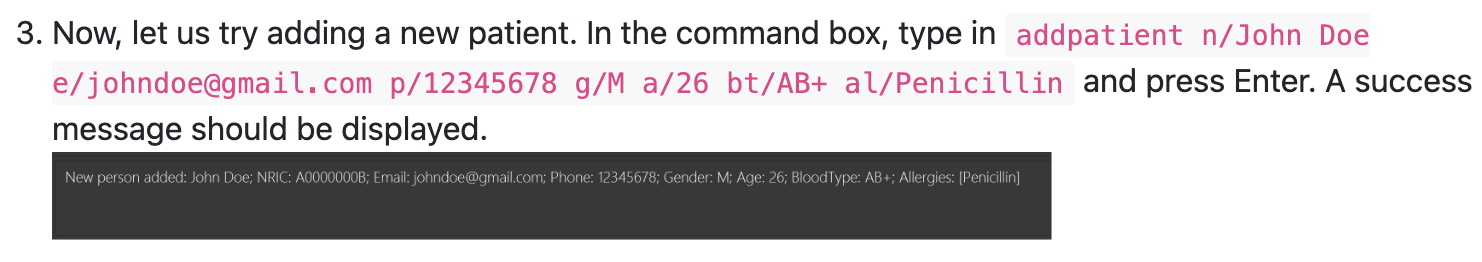 3. Now, let us try adding a new patient. In the command box, type in addpatient n/John Doe
e/johndoe@gmail.com p/12345678 g/M a/26 bt/AB+ al/Penicillin and press Enter. A success
message should be displayed.
New person added: John Doe; NRIC: A0000000B; Email: johndoe@gmail.com; Phone: 12345678; Gender: M; Age: 26; BloodType: AB+; Allergies: [Penicillin]